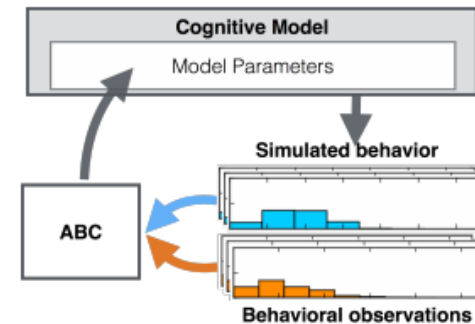 Cognitive Model
Model Parameters
Simulated behavior
ABC
Behavioral observations